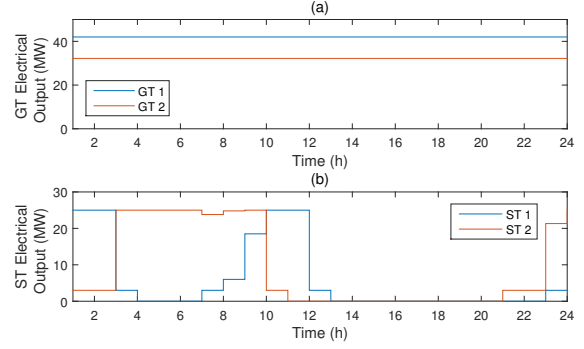 (a)
GT Electrical
Output (MW)
40
20
0
GT 1
GT 2
2 4 6 8 10 12 14 16 18 20 22 24
Time (h)
(b)
ST Electrical
Output (MW)
30
20
10
0
ST 1
ST 2
2 4 6 8 10 12 14 16 18 20 22 24
Time (h)